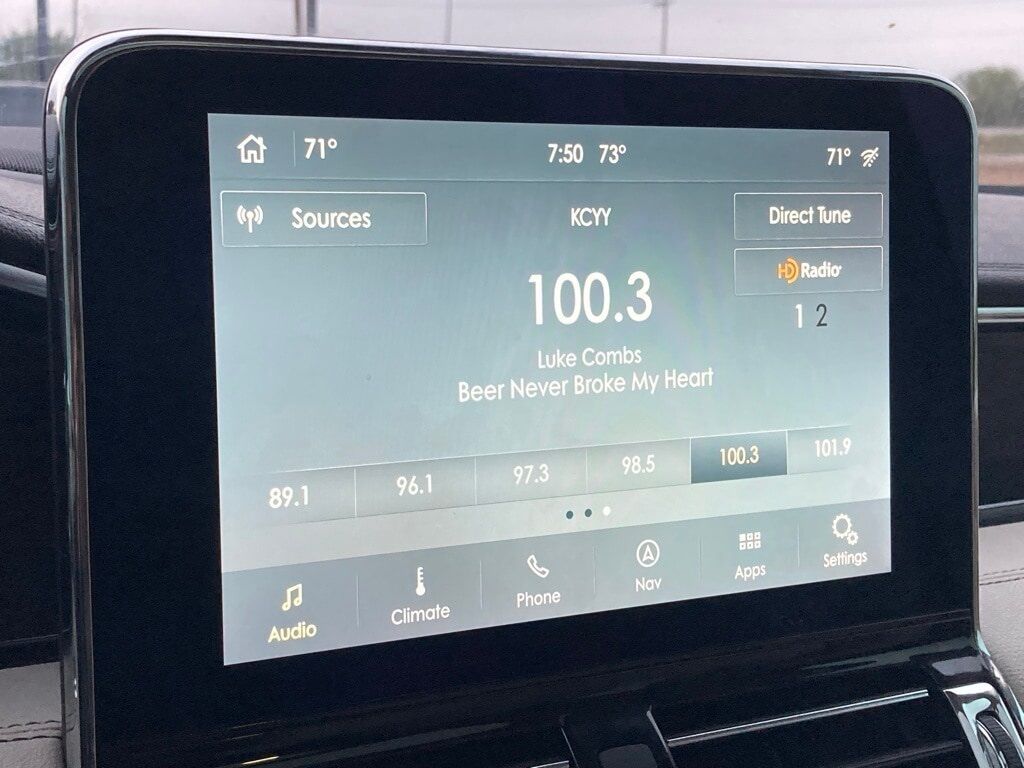 71°
7:50 73°
71°
Sources
KCYY
Direct Tune
HD Radio
100.3
1 2
Luke Combs
Beer Never Broke My Heart
89.1 96.1 97.3 98.5 100.3 101.9
Audio Climate Phone Nav Apps Settings